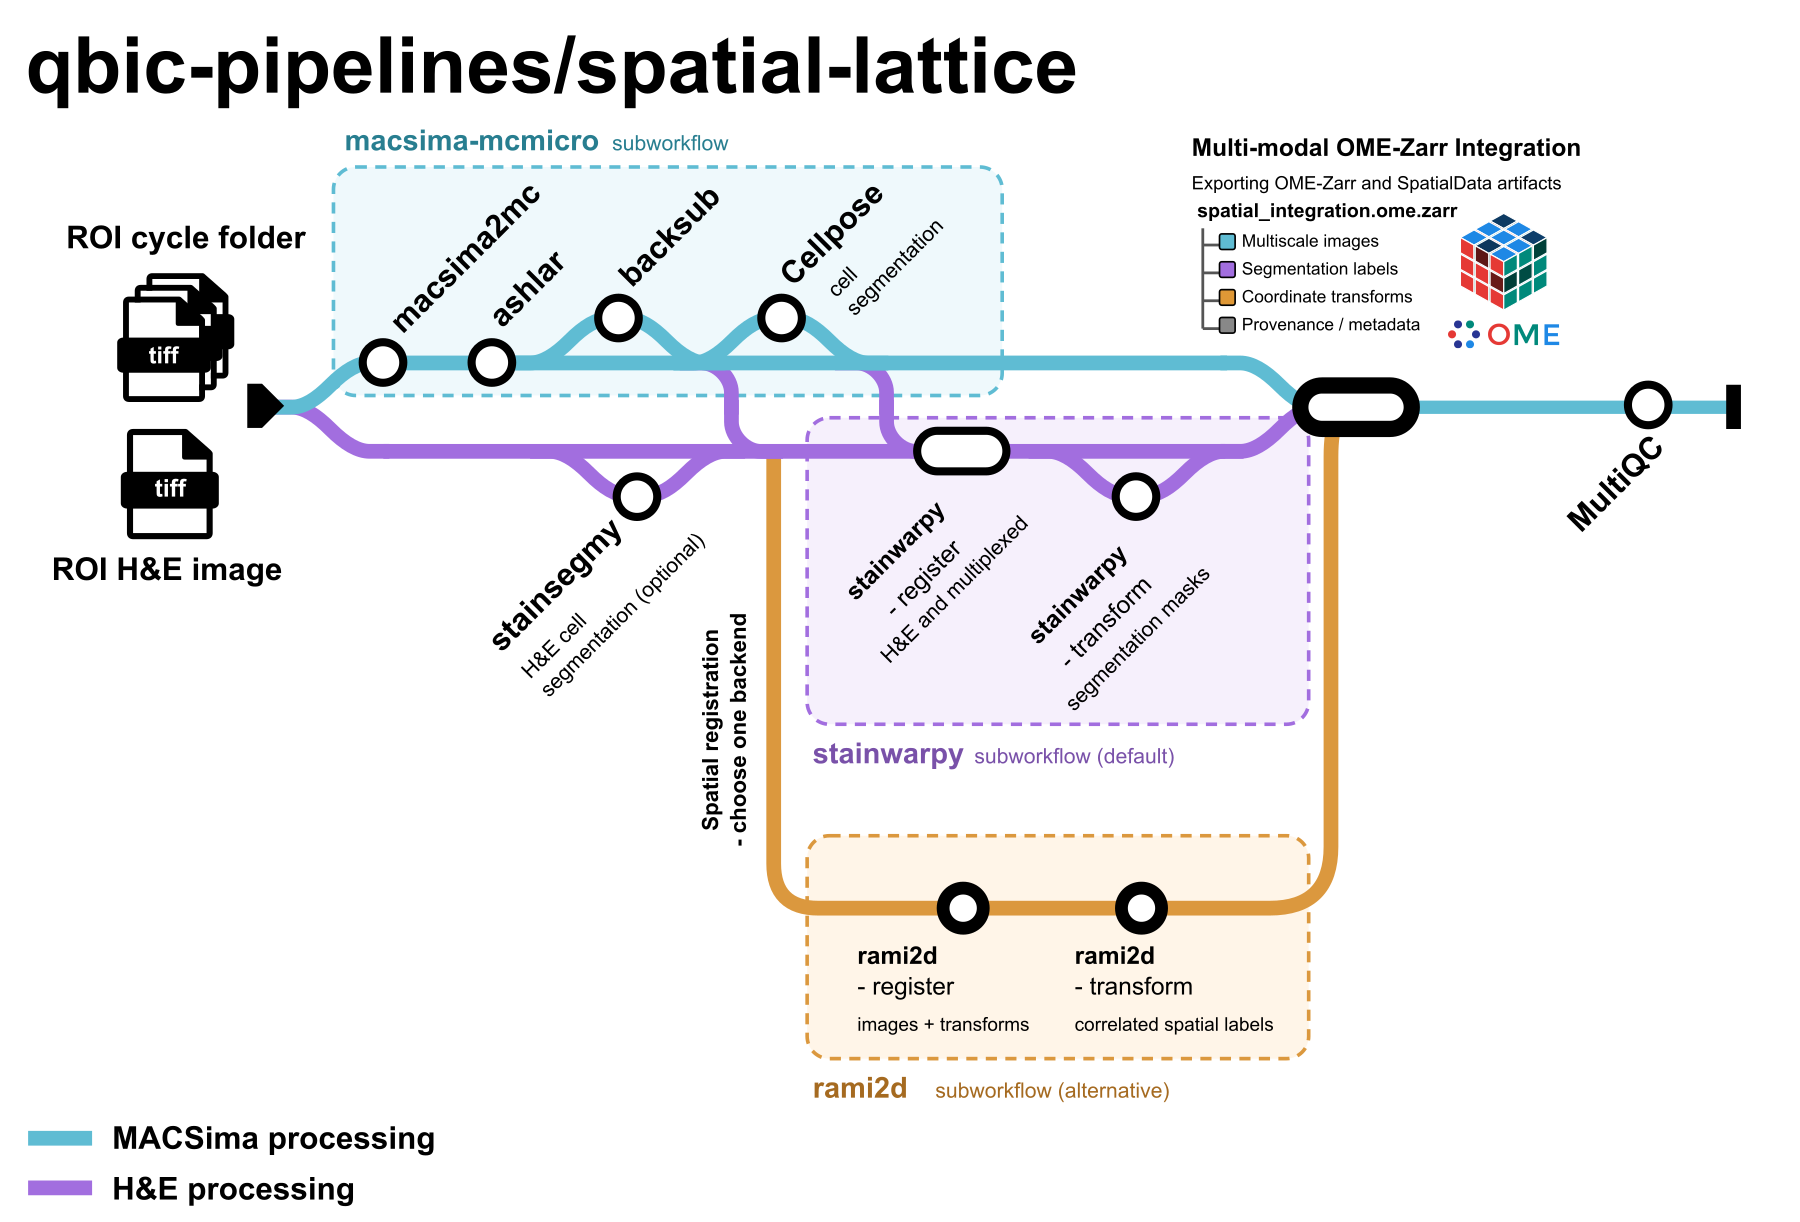 qbic-pipelines/spatial-lattice
macsima-mcmicro subworkflow
ROI cycle folder
tiff
tiff
ROI H&E image
macsima2mc
ashlar
backsub
Cellpose
cell
segmentation
Multi-modal OME-Zarr Integration
Exporting OME-Zarr and SpatialData artifacts
spatial_integration.ome.zarr
Multiscale images
Segmentation labels
Coordinate transforms
Provenance / metadata
OME
MultiQC
stainsegmy
H&E cell
segmentation (optional)
stainwarpy
- register
H&E and multiplexed
stainwarpy
- transform
segmentation masks
stainwarpy subworkflow (default)
Spatial registration
- choose one backend
rami2d
- register
images + transforms
rami2d
- transform
correlated spatial labels
rami2d subworkflow (alternative)
MACSima processing
H&E processing